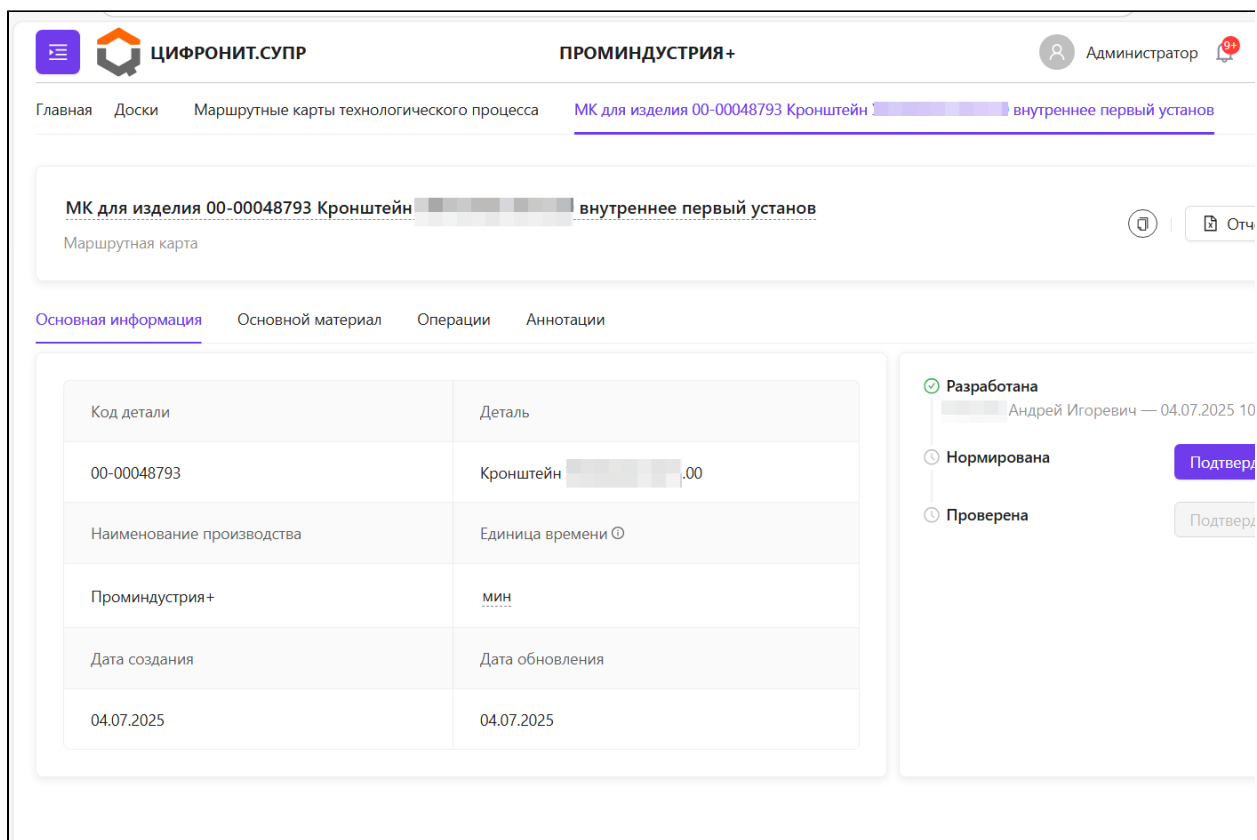 ЦИФРОНИТ.СУПР ПРОМИНДУСТРИЯ+ Администратор 9+
Главная Доски Маршрутные карты технологического процесса МК для изделия 00-00048793 Кронштейн внутреннее первый установ
МК для изделия 00-00048793 Кронштейн внутреннее первый установ
Маршрутная карта
Отч
Основная информация Основной материал Операции Аннотации
Код детали Деталь
00-00048793 Кронштейн .00
Наименование производства Единица времени
Проминдустрия+ мин
Дата создания Дата обновления
04.07.2025 04.07.2025
Разработана
Андрей Игоревич — 04.07.2025 10
Нормирована Подтверд
Проверена Подтверд